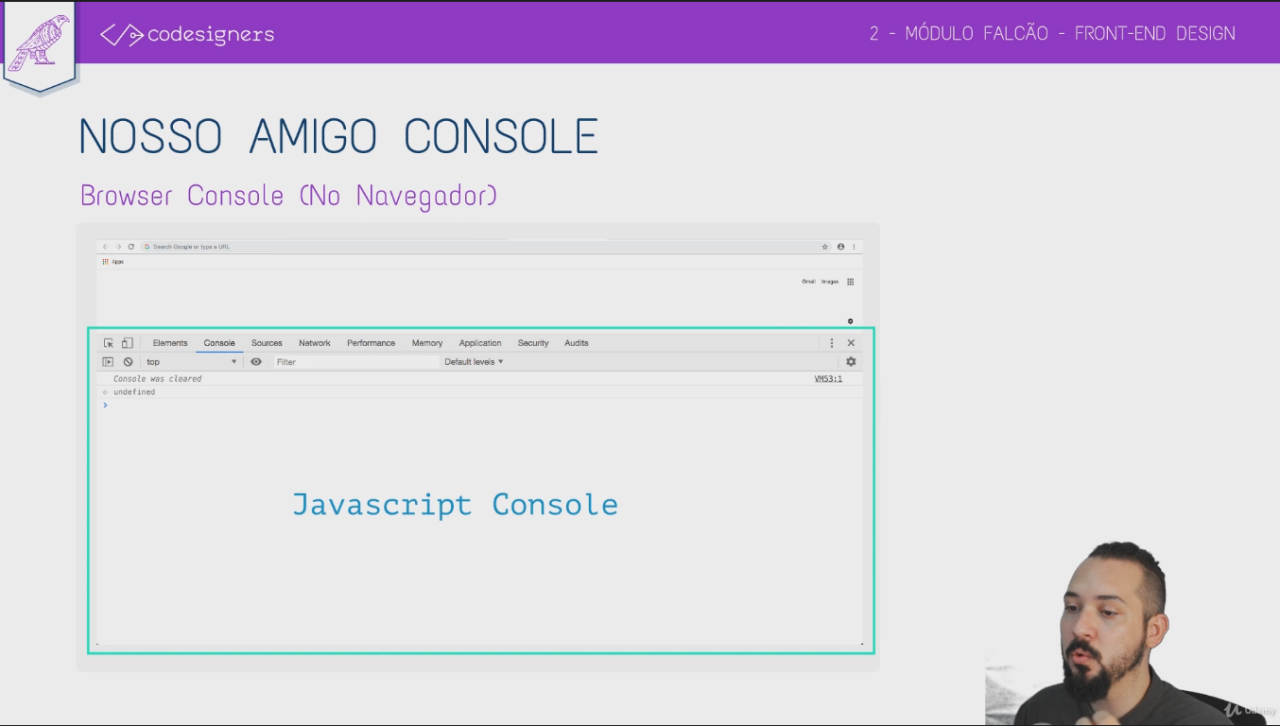 codesigners
2 - MÓDULO FALCÃO - FRONT-END DESIGN
NOSSO AMIGO CONSOLE
Browser Console (No Navegador)
Search Google or type a URL
Apps
Gmail Images
Elements Console Sources Network Performance Memory Application Security Audits
top Filter Default levels
Console was cleared VM53:1
undefined
Javascript Console
Udemy